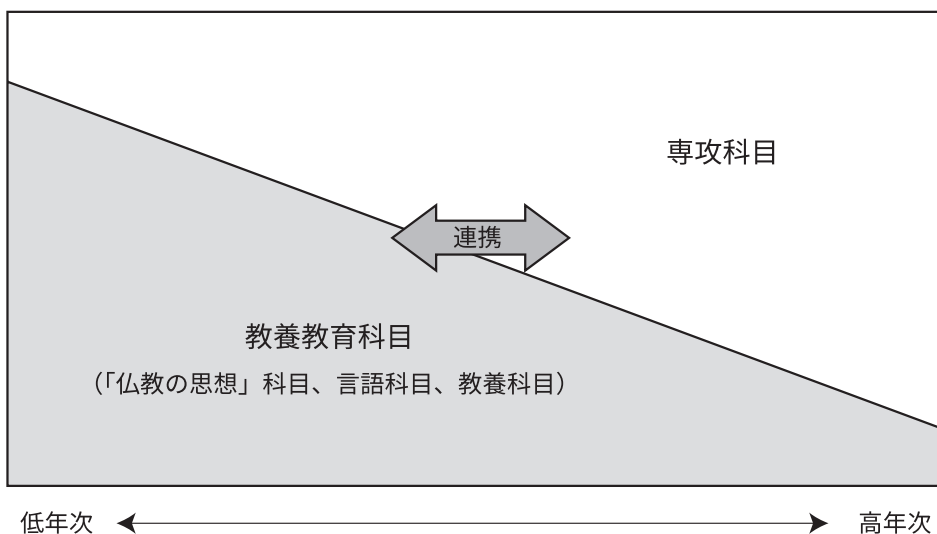 専攻科目
連携
教養教育科目
（「仏教の思想」科目、言語科目、教養科目）
低年次
高年次